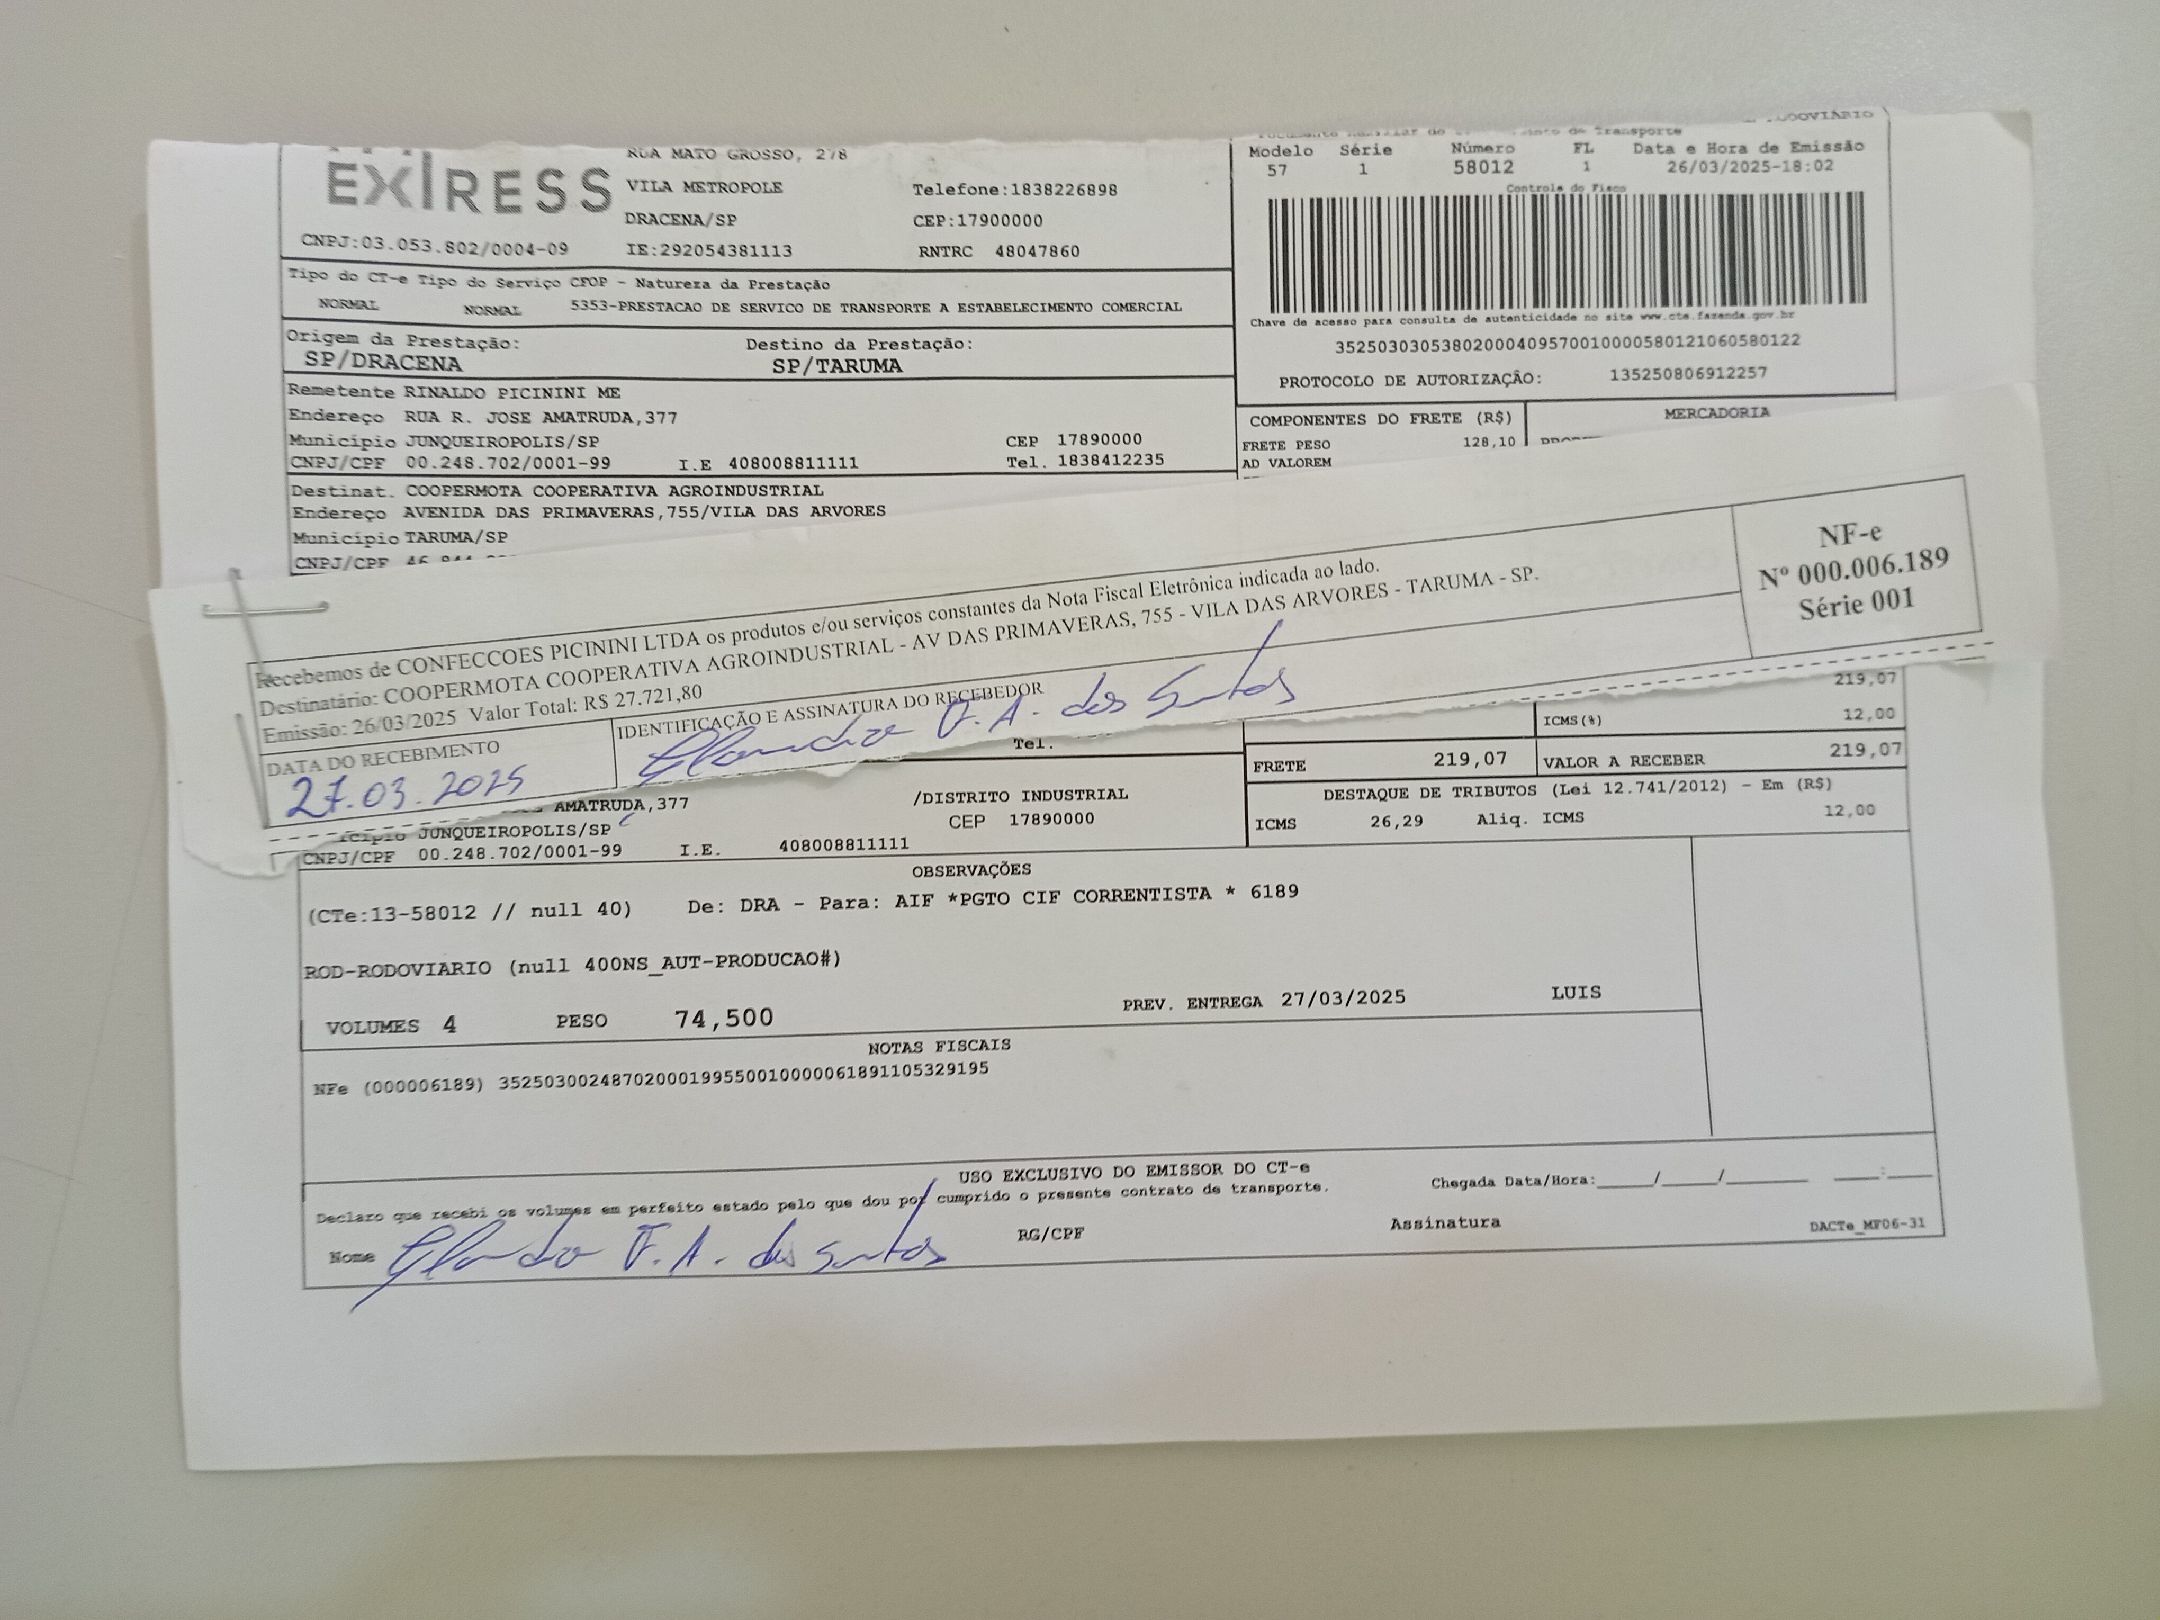 EXPRESS
RUA MATO GROSSO, 278
VILA METROPOLE
Telefone:1838226898
DRACENA/SP
CEP:17900000
CNPJ:03.053.802/0004-09
IE:292054381113
RNTRC 48047860
RODOVIÁRIO
de Transporte
Modelo Série Número FL Data e Hora de Emissão
57 1 58012 1 26/03/2025-18:02
Controle do Fisco
Chave de acesso para consulta de autenticidade no site www.cte.fazenda.gov.br
35250303053802000409570010000580121060580122
PROTOCOLO DE AUTORIZAÇÃO: 135250806912257
Tipo do CT-e Tipo do Serviço CFOP - Natureza da Prestação
NORMAL NORMAL 5353-PRESTACAO DE SERVICO DE TRANSPORTE A ESTABELECIMENTO COMERCIAL
Origem da Prestação: Destino da Prestação:
SP/DRACENA SP/TARUMA
Remetente RINALDO PICININI ME
Endereço RUA R. JOSE AMATRUDA,377
Município JUNQUEIROPOLIS/SP CEP 17890000
CNPJ/CPF 00.248.702/0001-99 I.E 408008811111 Tel. 1838412235
COMPONENTES DO FRETE (R$) MERCADORIA
FRETE PESO 128,10
AD VALOREM
Destinat. COOPERMOTA COOPERATIVA AGROINDUSTRIAL
Endereço AVENIDA DAS PRIMAVERAS,755/VILA DAS ARVORES
Município TARUMA/SP
CNPJ/CPF
Recebemos de CONFECCOES PICININI LTDA os produtos e/ou serviços constantes da Nota Fiscal Eletrônica indicada ao lado.
Destinatário: COOPERMOTA COOPERATIVA AGROINDUSTRIAL - AV DAS PRIMAVERAS, 755 - VILA DAS ARVORES - TARUMA - SP.
Emissão: 26/03/2025 Valor Total: R$ 27.721,80
NF-e
Nº 000.006.189
Série 001
DATA DO RECEBIMENTO
27.03.2025
IDENTIFICAÇÃO E ASSINATURA DO RECEBEDOR
F. A. dos Santos
219,07
ICMS(%) 12,00
Tel.
FRETE 219,07 VALOR A RECEBER 219,07
AMATRUDA,377 /DISTRITO INDUSTRIAL
DESTAQUE DE TRIBUTOS (Lei 12.741/2012) - Em (R$)
JUNQUEIROPOLIS/SP CEP 17890000
ICMS 26,29 Aliq. ICMS 12,00
CNPJ/CPF 00.248.702/0001-99 I.E. 408008811111
OBSERVAÇÕES
(CTe:13-58012 // null 40) De: DRA - Para: AIF *PGTO CIF CORRENTISTA * 6189
ROD-RODOVIARIO (null 400NS_AUT-PRODUCAO#)
VOLUMES 4 PESO 74,500 PREV. ENTREGA 27/03/2025 LUIS
NOTAS FISCAIS
NFe (000006189) 35250300248702000199550010000061891105329195
USO EXCLUSIVO DO EMISSOR DO CT-e
Declaro que recebi os volumes em perfeito estado pelo que dou por cumprido o presente contrato de transporte.
Chegada Data/Hora:_____/_____/_______ ____:____
Nome F. A. dos Santos RG/CPF Assinatura DACTe_MF06-31